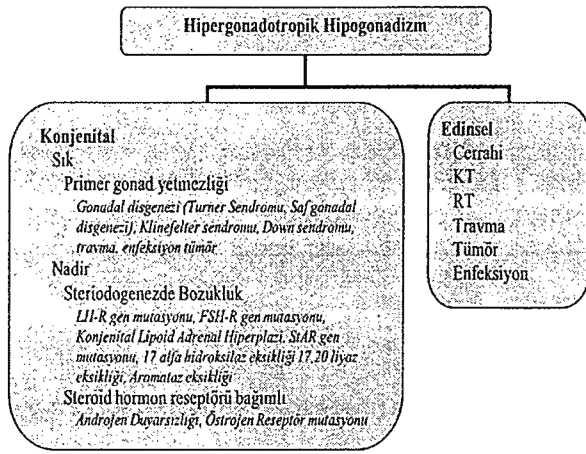 Hipergonadotropik Hipogonadizm
Konjenital
Sık
Primer gonad yetmezliği
Gonadal disgenezi (Turner Sendromu, Saf gonadal
disgenezi), Klinefelter sendromu, Down sendromu,
travma, enfeksiyon tümör
Nadir
Steriodogenezde Bozukluk
LH-R gen mutasyonu, FSH-R gen mutasyonu,
Konjenital Lipoid Adrenal Hiperplazi, StAR gen
mutasyonu, 17 alfa hidroksilaz eksikliği 17,20 liyaz
eksikliği, Aromataz eksikliği
Steroid hormon reseptörü bağımlı
Androjen Duyarsızlığı, Östrojen Reseptör mutasyonu
Edinsel
Cerrahi
KT
RT
Travma
Tümör
Enfeksiyon